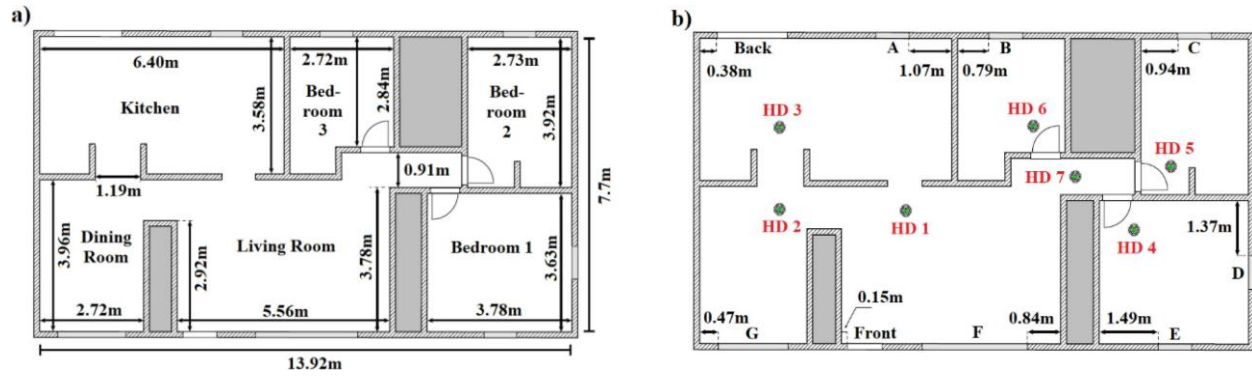 a)
6.40m
Kitchen
3.58m
2.72m
Bed-
room
3
2.84m
2.73m
Bed-
room
2
3.92m
7.7m
1.19m
0.91m
3.96m
Dining
Room
2.92m
Living Room
3.78m
Bedroom 1
3.63m
2.72m
5.56m
3.78m
13.92m
b)
Back
0.38m
A
1.07m
B
0.79m
C
0.94m
HD 3
HD 6
HD 5
HD 7
HD 2
HD 1
HD 4
1.37m
D
0.15m
0.47m
G
Front
F
0.84m
1.49m
E